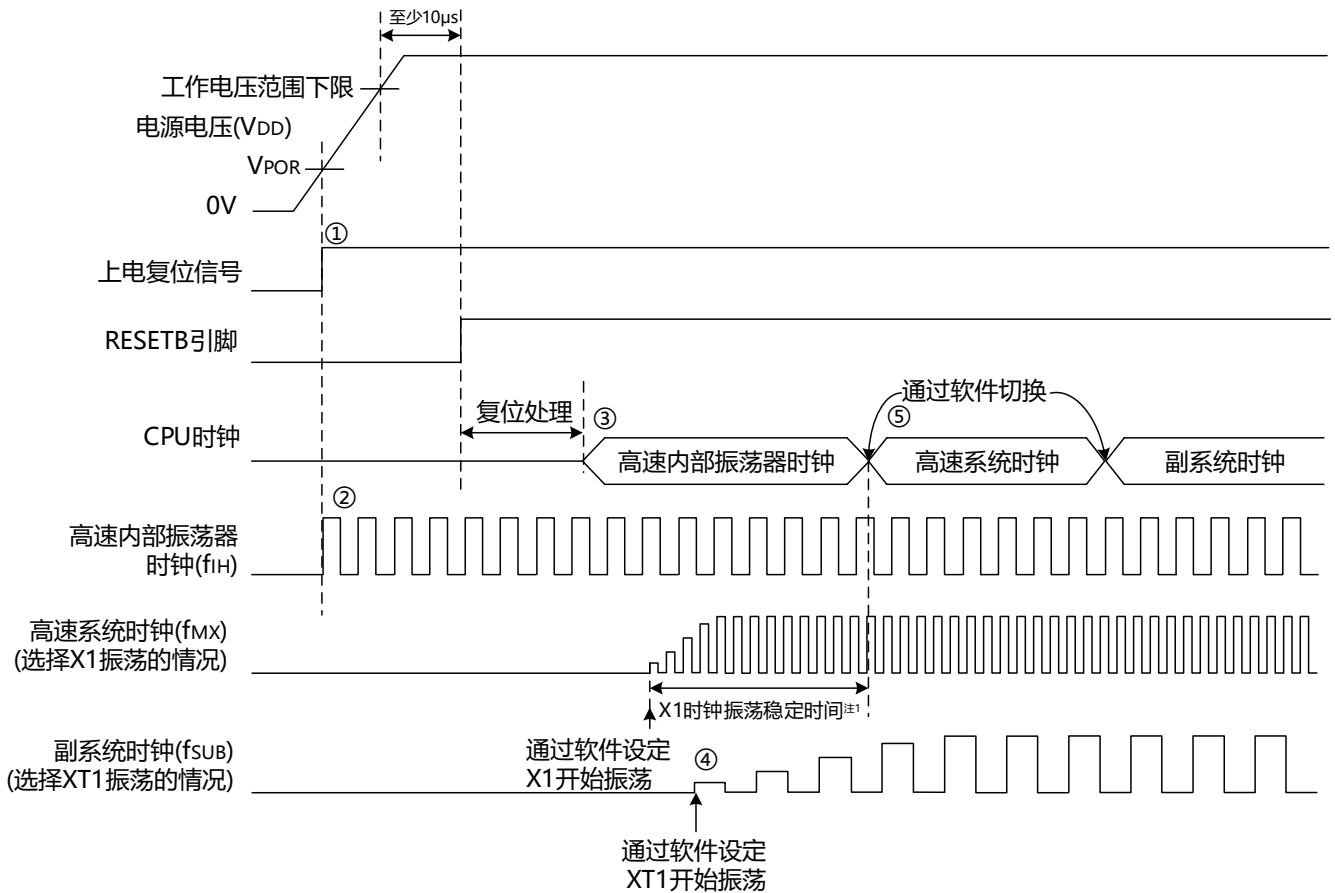 至少10μs
工作电压范围下限
电源电压(VDD)
VPOR
0V
①
上电复位信号
RESETB引脚
复位处理
③
通过软件切换
⑤
CPU时钟
高速内部振荡器时钟
高速系统时钟
副系统时钟
②
高速内部振荡器
时钟(fIH)
高速系统时钟(fMX)
(选择X1振荡的情况)
X1时钟振荡稳定时间注1
通过软件设定
X1开始振荡
④
副系统时钟(fSUB)
(选择XT1振荡的情况)
通过软件设定
XT1开始振荡